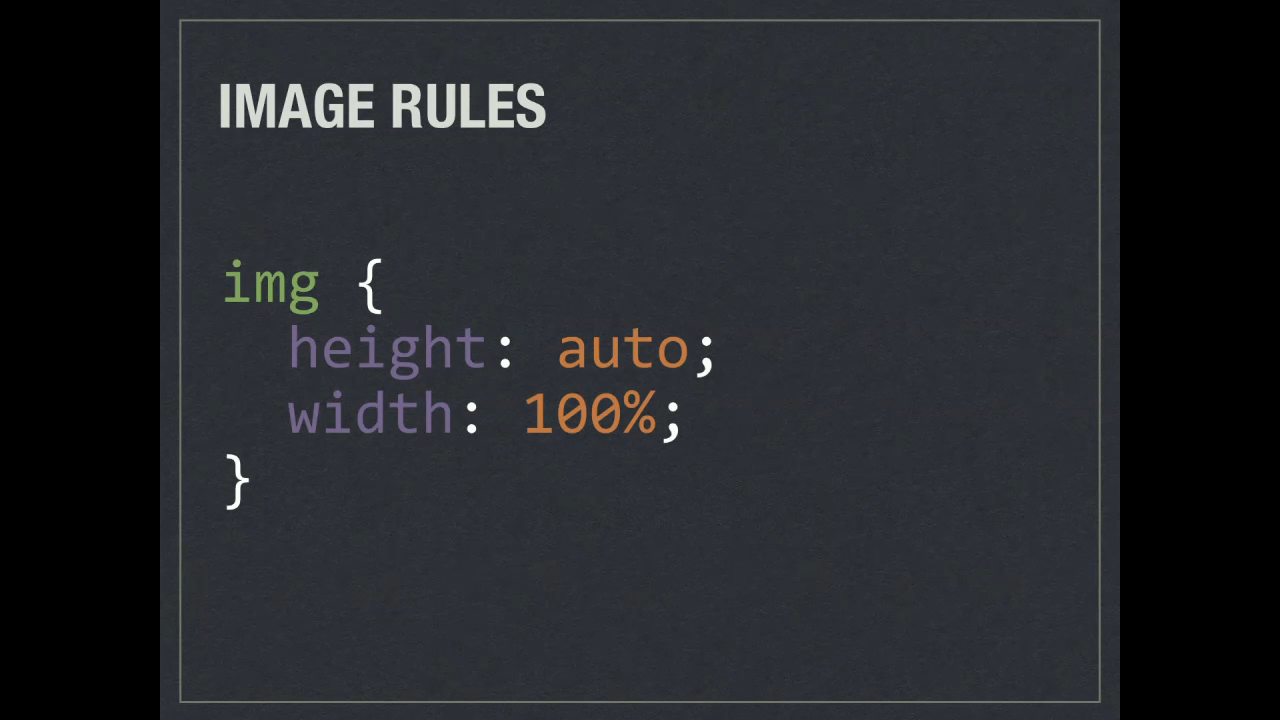 IMAGE RULES
img {
  height: auto;
  width: 100%;
}